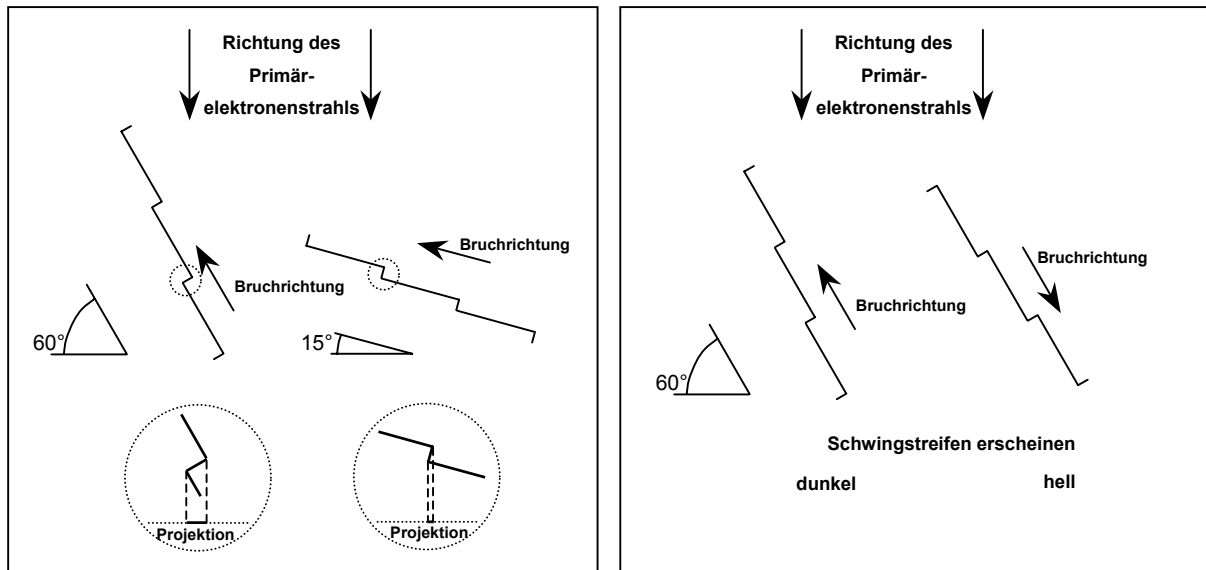 Richtung des
Primär-
elektronenstrahls
Bruchrichtung
Bruchrichtung
60°
15°
Projektion
Projektion
Richtung des
Primär-
elektronenstrahls
Bruchrichtung
Bruchrichtung
60°
Schwingstreifen erscheinen
dunkel hell